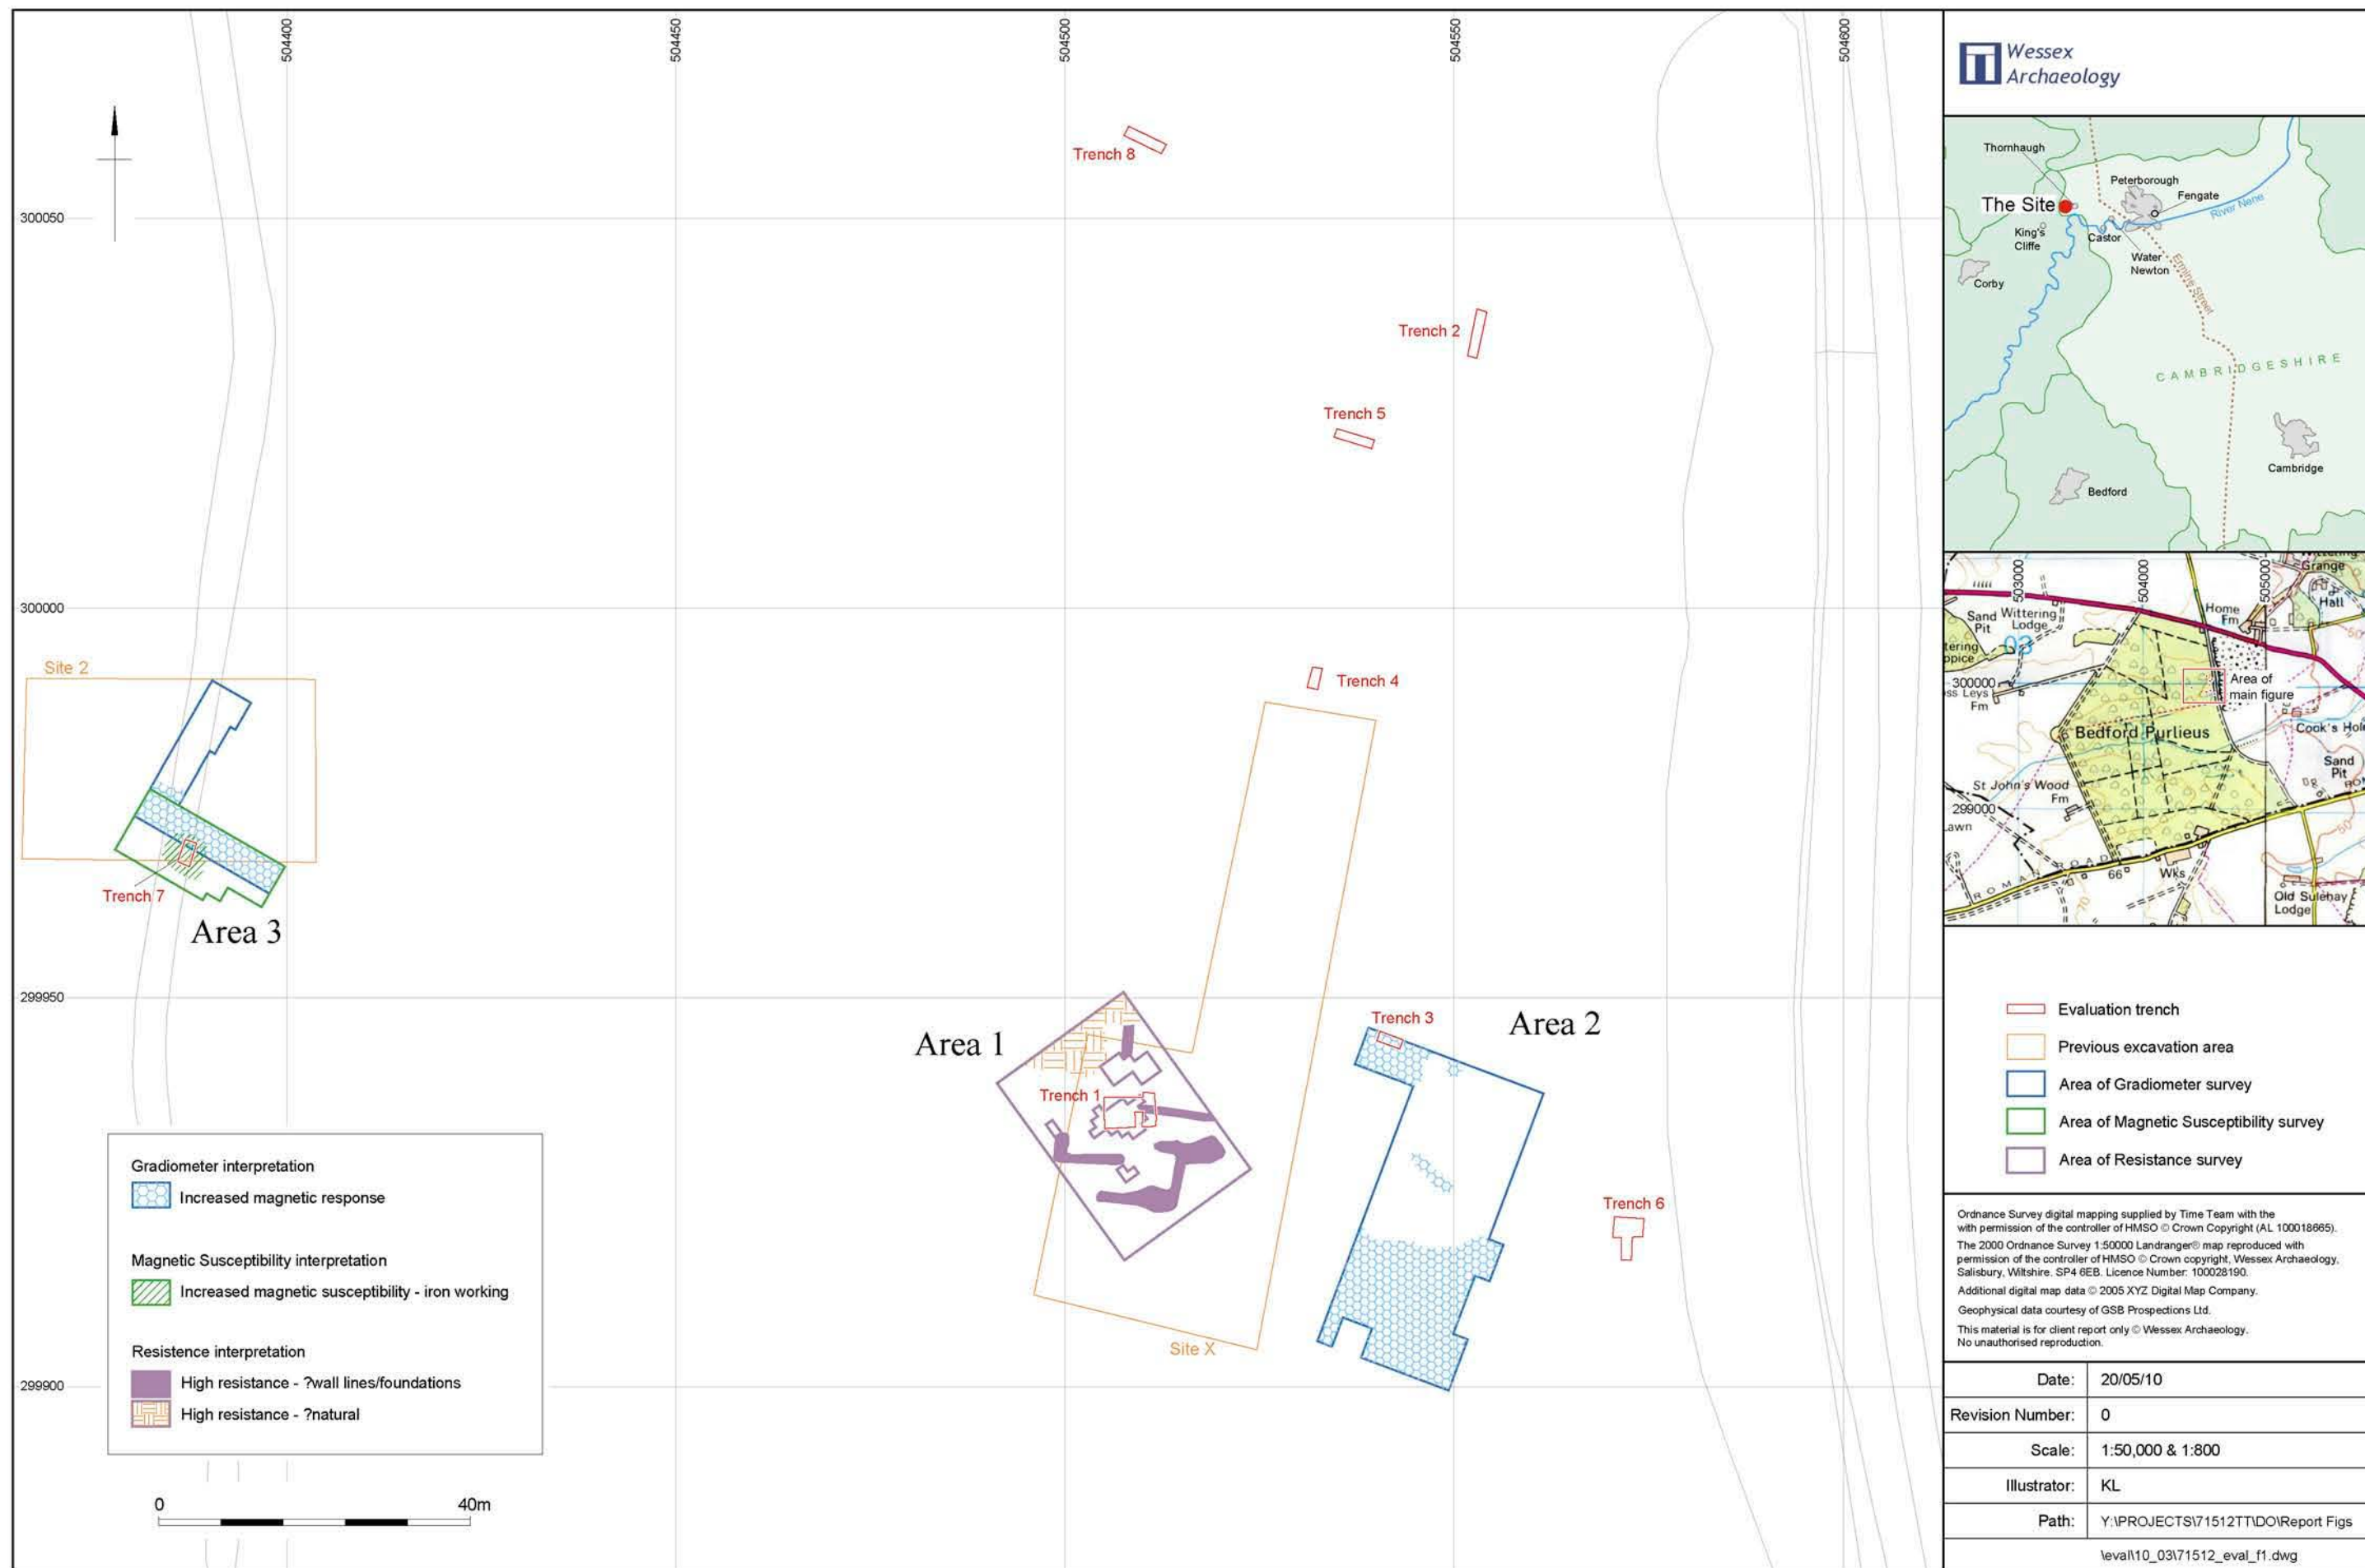 504400
504450
504500
504550
504600
300050
300000
299950
299900
Trench 8
Trench 2
Trench 5
Trench 4
Site 2
Trench 7
Area 3
Area 1
Trench 1
Trench 3
Area 2
Trench 6
Site X
Gradiometer interpretation
Increased magnetic response
Magnetic Susceptibility interpretation
Increased magnetic susceptibility - iron working
Resistence interpretation
High resistance - ?wall lines/foundations
High resistance - ?natural
0 40m
Wessex
Archaeology
Thornhaugh
Peterborough
Fengate
The Site
River Nene
King's
Cliffe
Castor
Water
Newton
Ermine Street
Corby
CAMBRIDGESHIRE
Cambridge
Bedford
503000
504000
505000
Grange
Hall
Sand
Pit
Wittering
Lodge
Home
Fm
03
300000
Area of
main figure
ss Leys
Fm
Bedford Purlieus
Cook's
Sand
Pit
St John's Wood
Fm
299000
ROMAN ROAD
66
Wks
Old Sulehay
Lodge
50
50
70
Evaluation trench
Previous excavation area
Area of Gradiometer survey
Area of Magnetic Susceptibility survey
Area of Resistance survey
Ordnance Survey digital mapping supplied by Time Team with the
with permission of the controller of HMSO © Crown Copyright (AL 100018665).
The 2000 Ordnance Survey 1:50000 Landranger® map reproduced with
permission of the controller of HMSO © Crown copyright, Wessex Archaeology,
Salisbury, Wiltshire. SP4 6EB. Licence Number: 100028190.
Additional digital map data © 2005 XYZ Digital Map Company.
Geophysical data courtesy of GSB Prospections Ltd.
This material is for client report only © Wessex Archaeology.
No unauthorised reproduction.
Date: 20/05/10
Revision Number: 0
Scale: 1:50,000 & 1:800
Illustrator: KL
Path: Y:\PROJECTS\71512TT\DO\Report Figs
\eval\10_03\71512_eval_f1.dwg